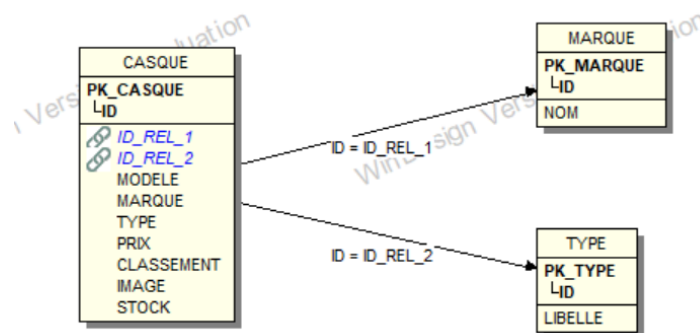 CASQUE
PK_CASQUE
ID
ID_REL_1
ID_REL_2
MODELE
MARQUE
TYPE
PRIX
CLASSEMENT
IMAGE
STOCK
ID = ID_REL_1
ID = ID_REL_2
MARQUE
PK_MARQUE
ID
NOM
TYPE
PK_TYPE
ID
LIBELLE